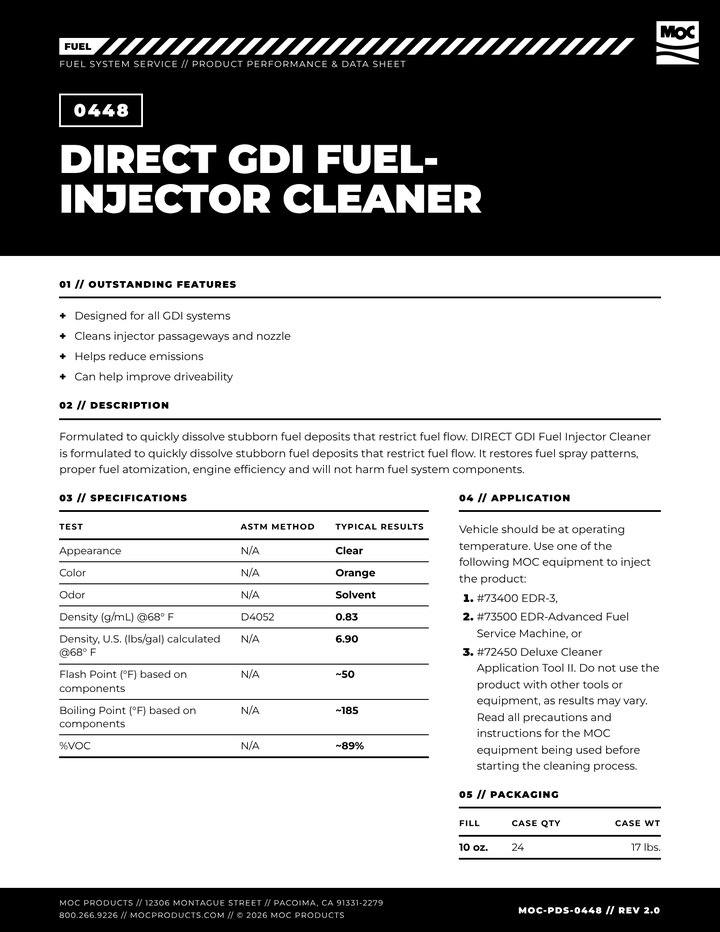 FUEL
MOC
FUEL SYSTEM SERVICE // PRODUCT PERFORMANCE & DATA SHEET
0448
DIRECT GDI FUEL-
INJECTOR CLEANER
01 // OUTSTANDING FEATURES
+ Designed for all GDI systems
+ Cleans injector passageways and nozzle
+ Helps reduce emissions
+ Can help improve driveability
02 // DESCRIPTION
Formulated to quickly dissolve stubborn fuel deposits that restrict fuel flow. DIRECT GDI Fuel Injector Cleaner
is formulated to quickly dissolve stubborn fuel deposits that restrict fuel flow. It restores fuel spray patterns,
proper fuel atomization, engine efficiency and will not harm fuel system components.
03 // SPECIFICATIONS
TEST ASTM METHOD TYPICAL RESULTS
Appearance N/A Clear
Color N/A Orange
Odor N/A Solvent
Density (g/mL) @68° F D4052 0.83
Density, U.S. (lbs/gal) calculated N/A 6.90
@68° F
Flash Point (°F) based on N/A ~50
components
Boiling Point (°F) based on N/A ~185
components
%VOC N/A ~89%
04 // APPLICATION
Vehicle should be at operating
temperature. Use one of the
following MOC equipment to inject
the product:
1. #73400 EDR-3,
2. #73500 EDR-Advanced Fuel
Service Machine, or
3. #72450 Deluxe Cleaner
Application Tool II. Do not use the
product with other tools or
equipment, as results may vary.
Read all precautions and
instructions for the MOC
equipment being used before
starting the cleaning process.
05 // PACKAGING
FILL CASE QTY CASE WT
10 oz. 24 17 lbs.
MOC PRODUCTS // 12306 MONTAGUE STREET // PACOIMA, CA 91331-2279
800.266.9226 // MOCPRODUCTS.COM // © 2026 MOC PRODUCTS
MOC-PDS-0448 // REV 2.0